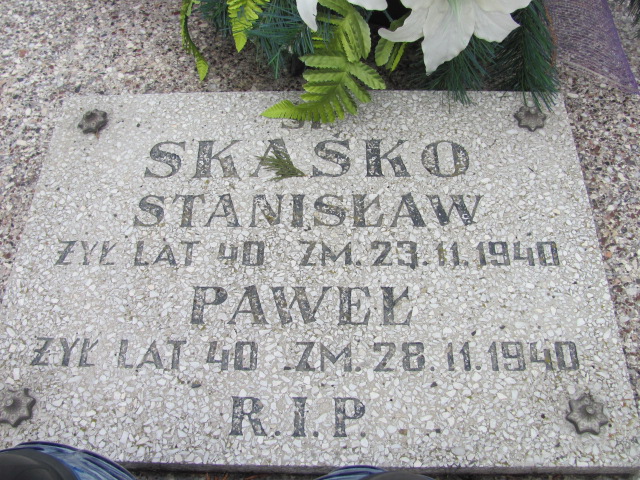 SKASKO
STANISŁAW
ŻYŁ LAT 40 ZM. 23.11.1940
PAWEŁ
ŻYŁ LAT 40 ZM. 28.11.1940
R.I.P.